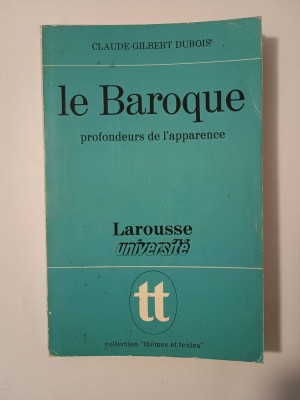 CLAUDE-GILBERT DUBOIS
le Baroque
profondeurs de l'apparence
Larousse
université
tt
collection "thèmes et textes"